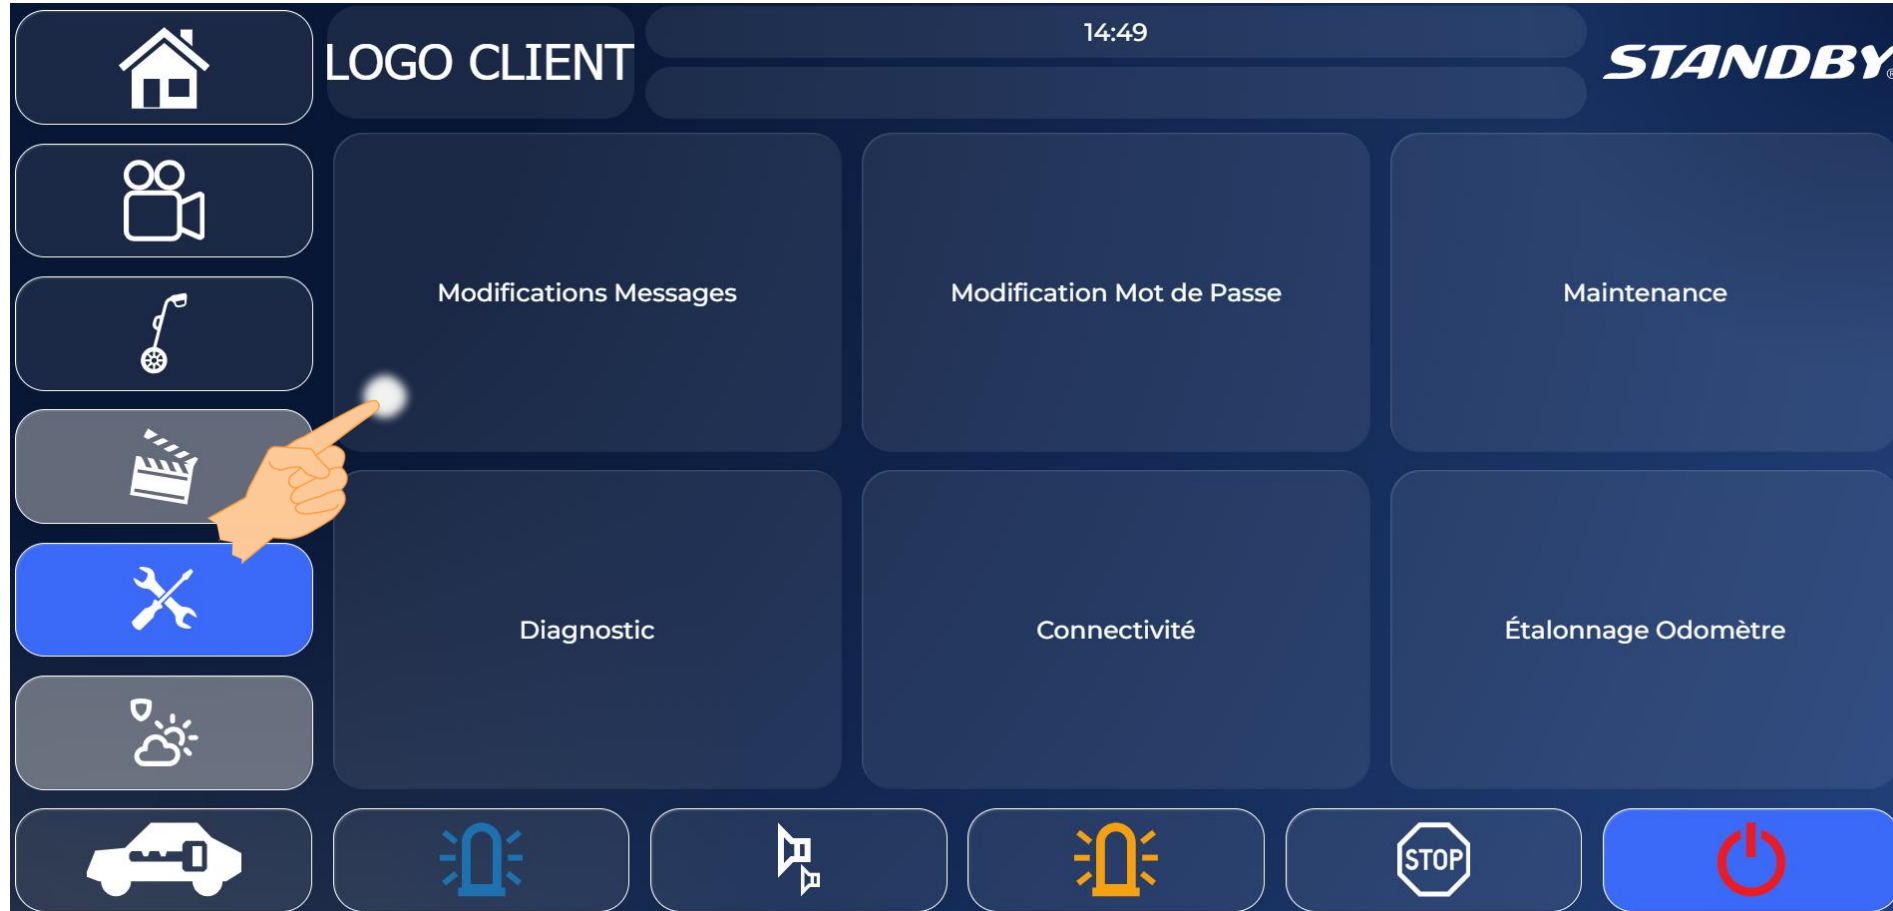 LOGO CLIENT
14:49
STANDBY®
Modifications Messages
Modification Mot de Passe
Maintenance
Diagnostic
Connectivité
Étalonnage Odomètre
STOP